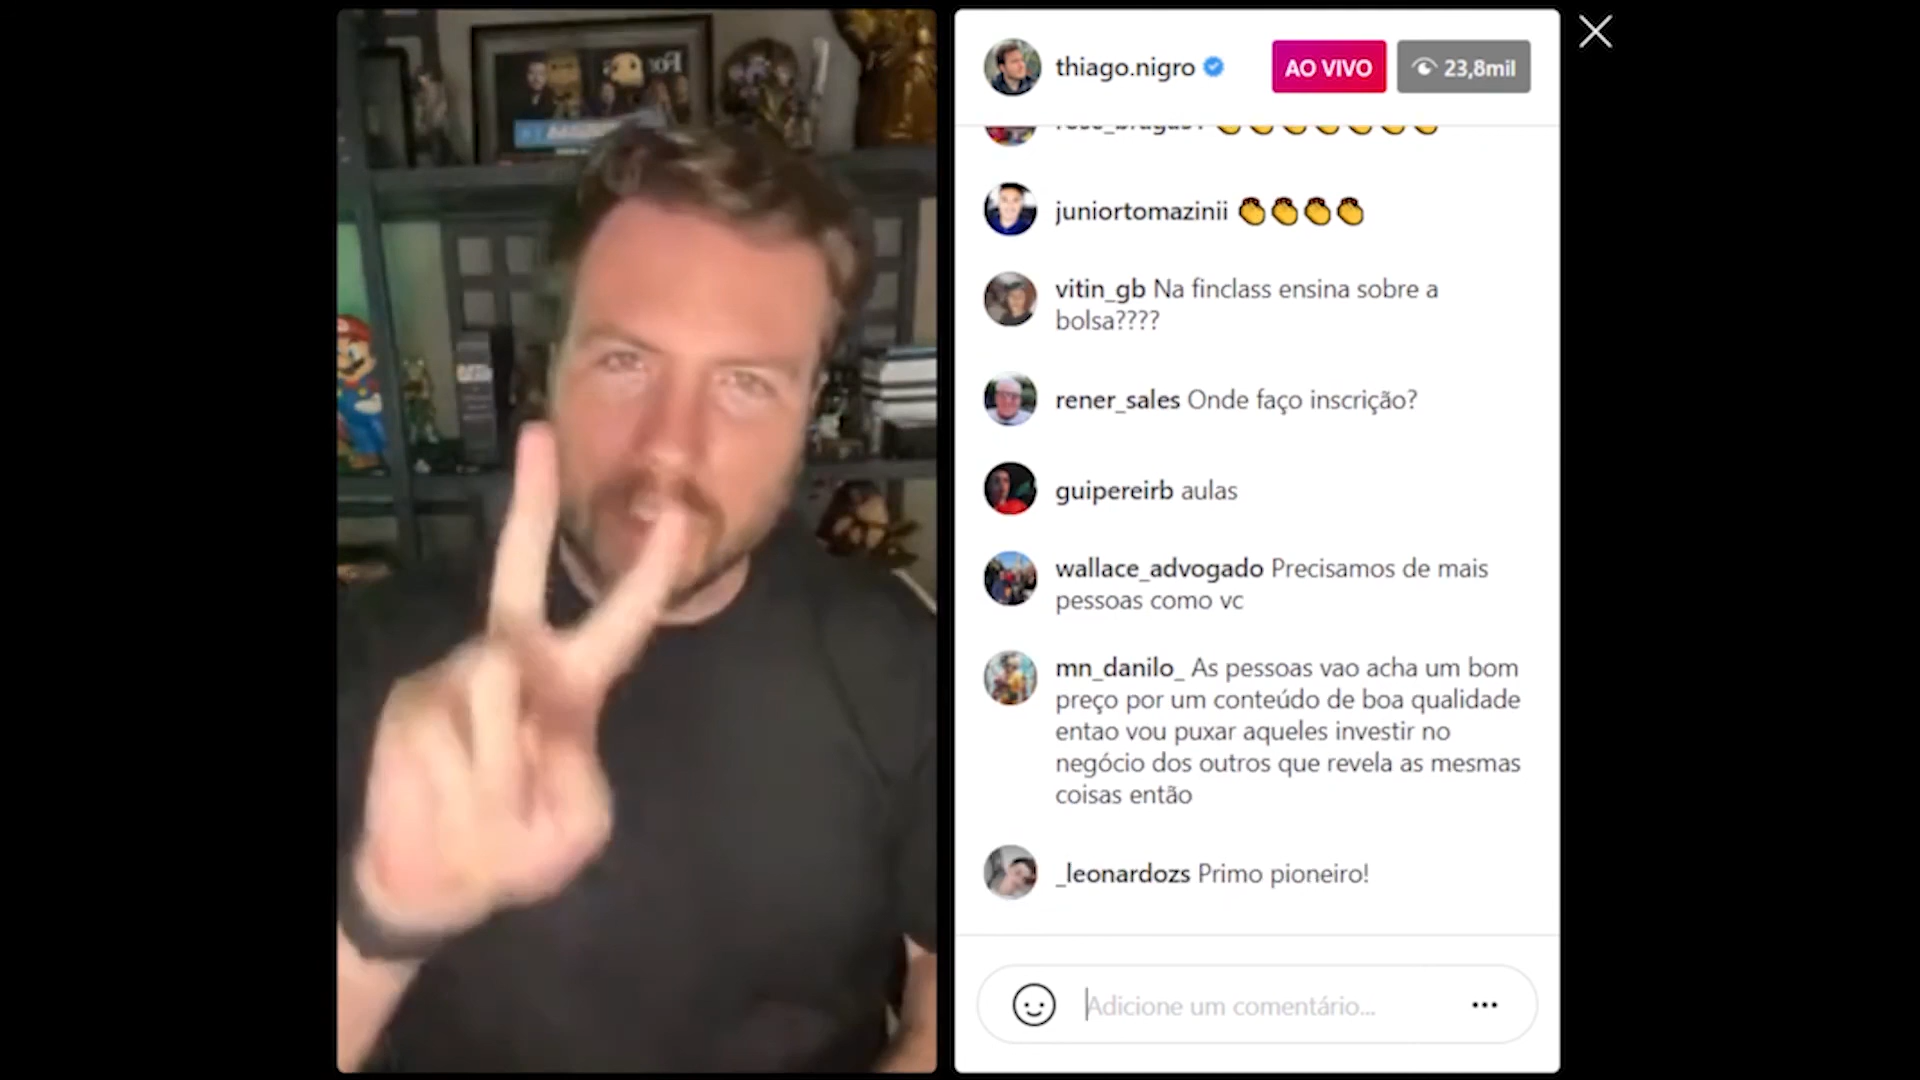 thiago.nigro
AO VIVO
23,8mil
juniortomazinii 👏👏👏👏
vitin_gb Na finclass ensina sobre a
bolsa????
rener_sales Onde faço inscrição?
guipereirb aulas
wallace_advogado Precisamos de mais
pessoas como vc
mn_danilo_ As pessoas vao acha um bom
preço por um conteúdo de boa qualidade
entao vou puxar aqueles investir no
negócio dos outros que revela as mesmas
coisas então
_leonardozs Primo pioneiro!
Adicione um comentário...